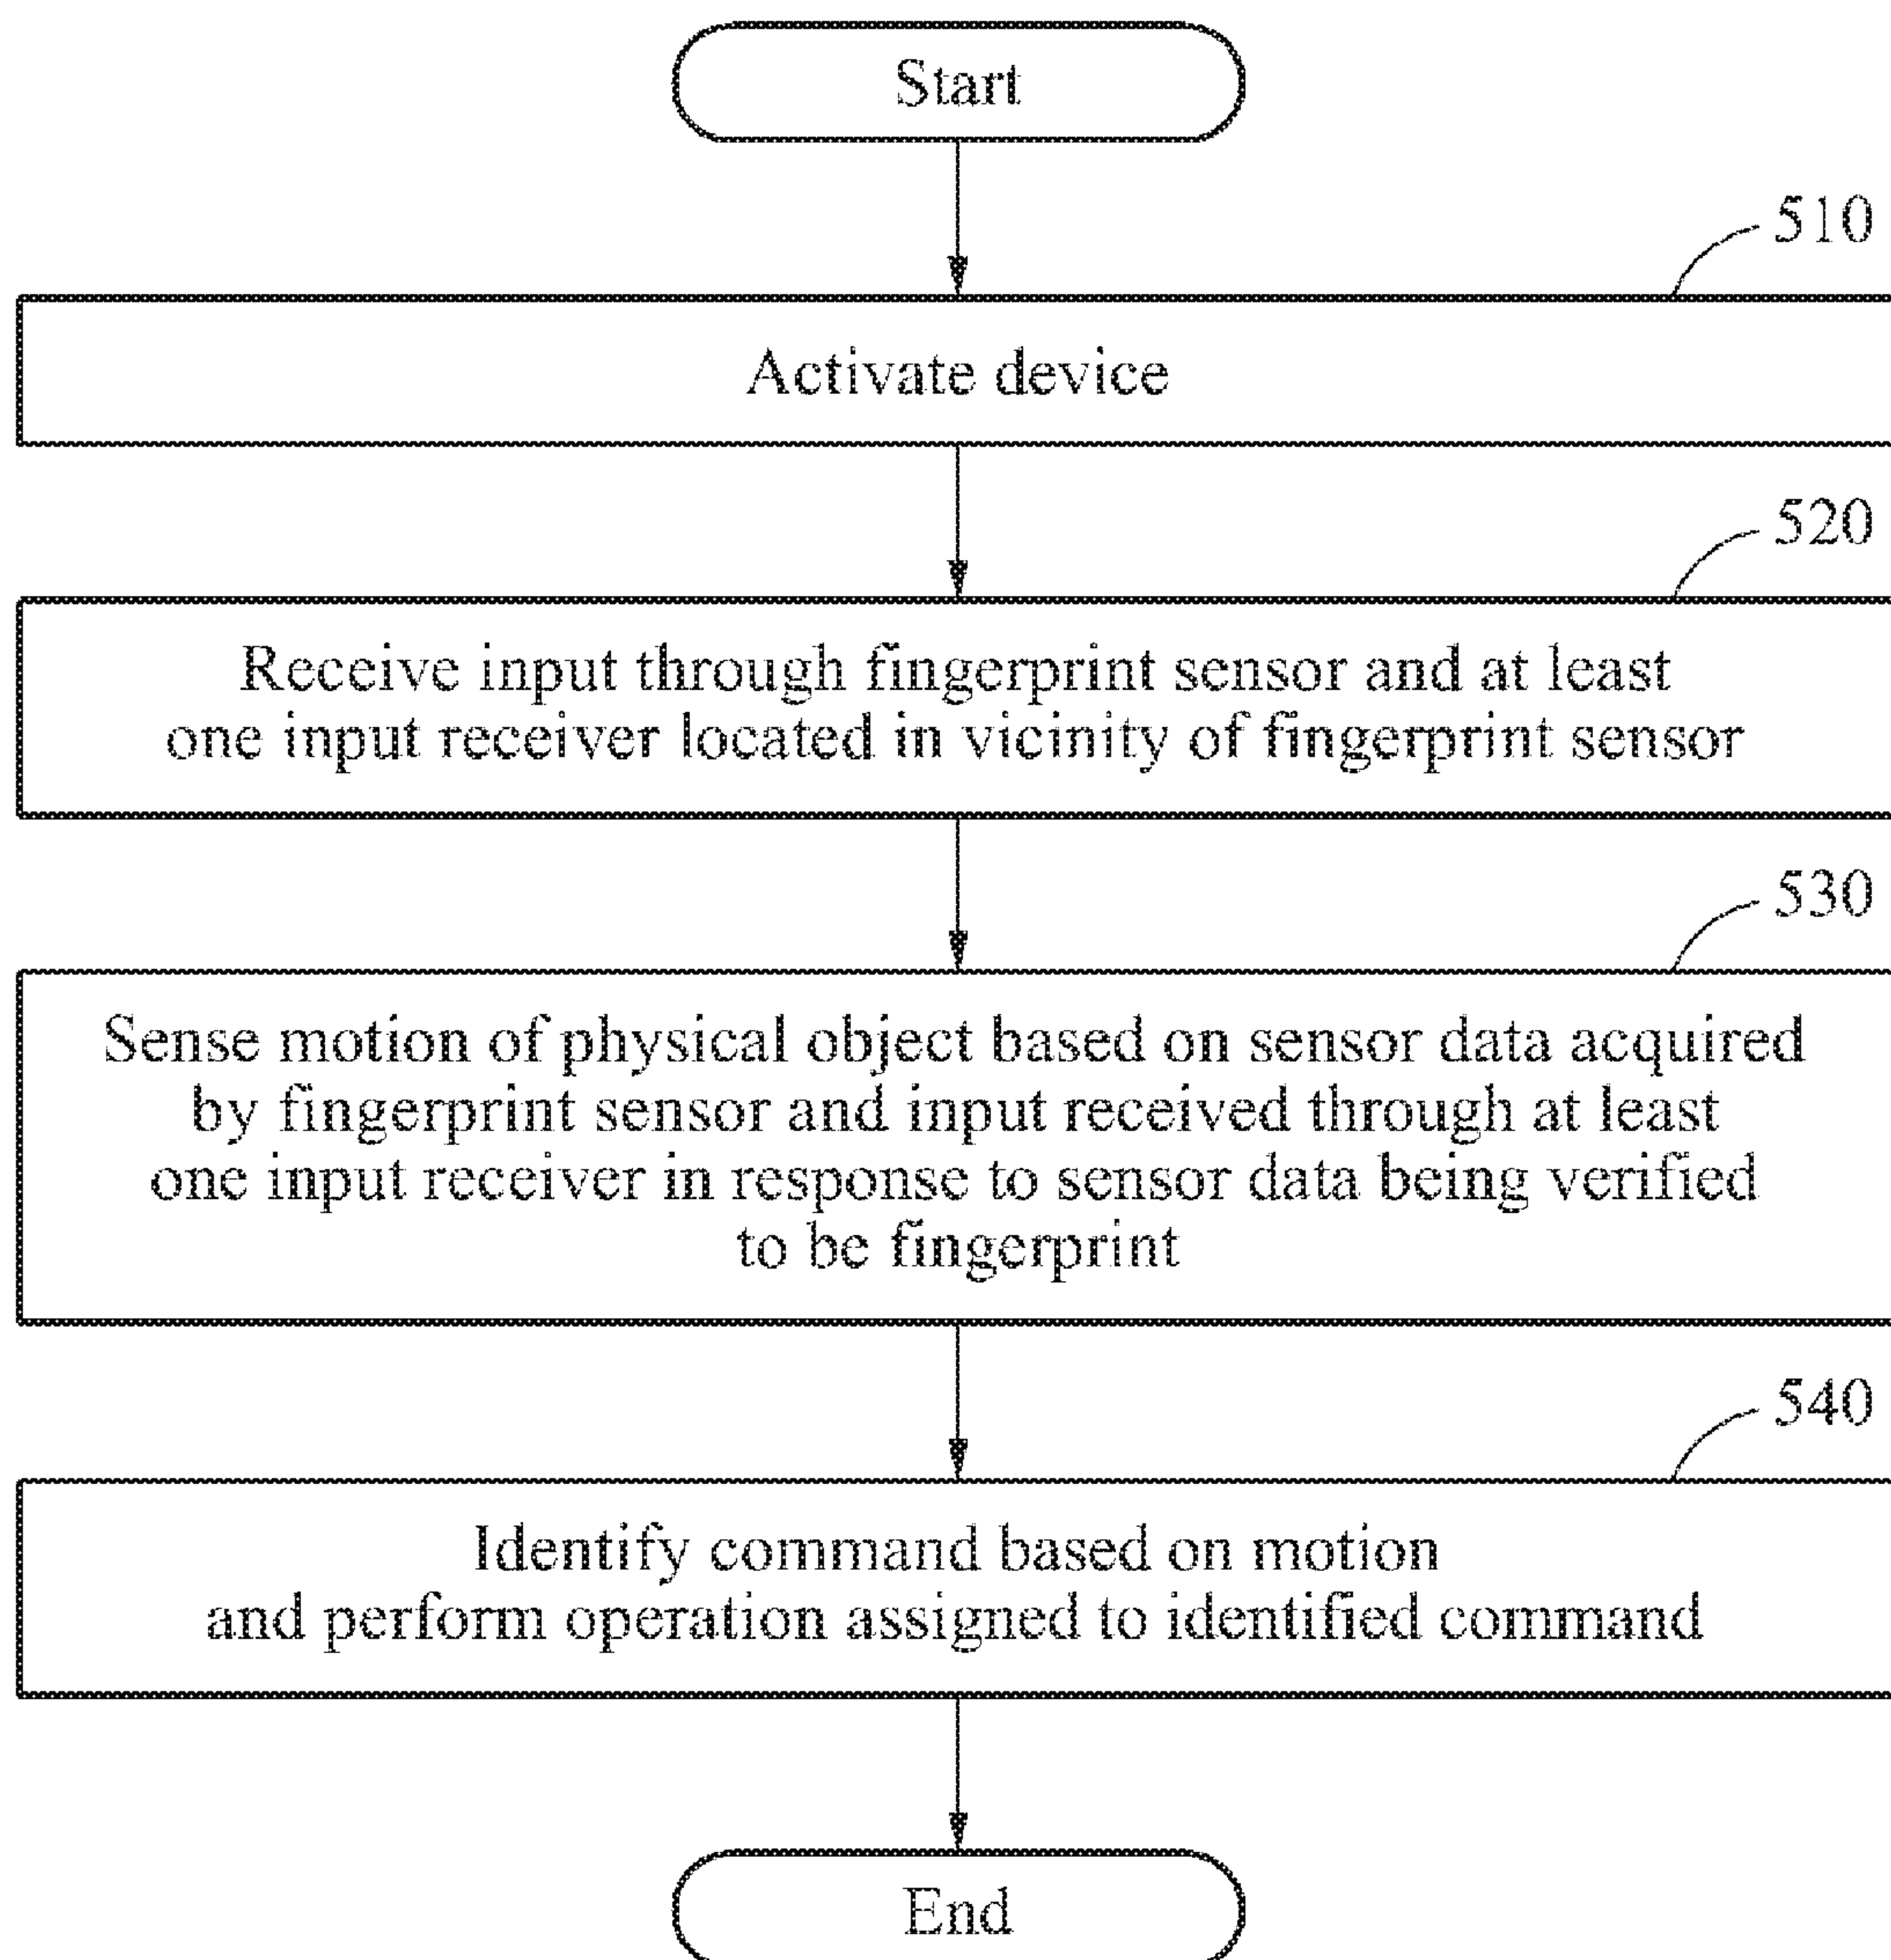 Start
510
Activate device
520
Receive input through fingerprint sensor and at least
one input receiver located in vicinity of fingerprint sensor
530
Sense motion of physical object based on sensor data acquired
by fingerprint sensor and input received through at least
one input receiver in response to sensor data being verified
to be fingerprint
540
Identify command based on motion
and perform operation assigned to identified command
End